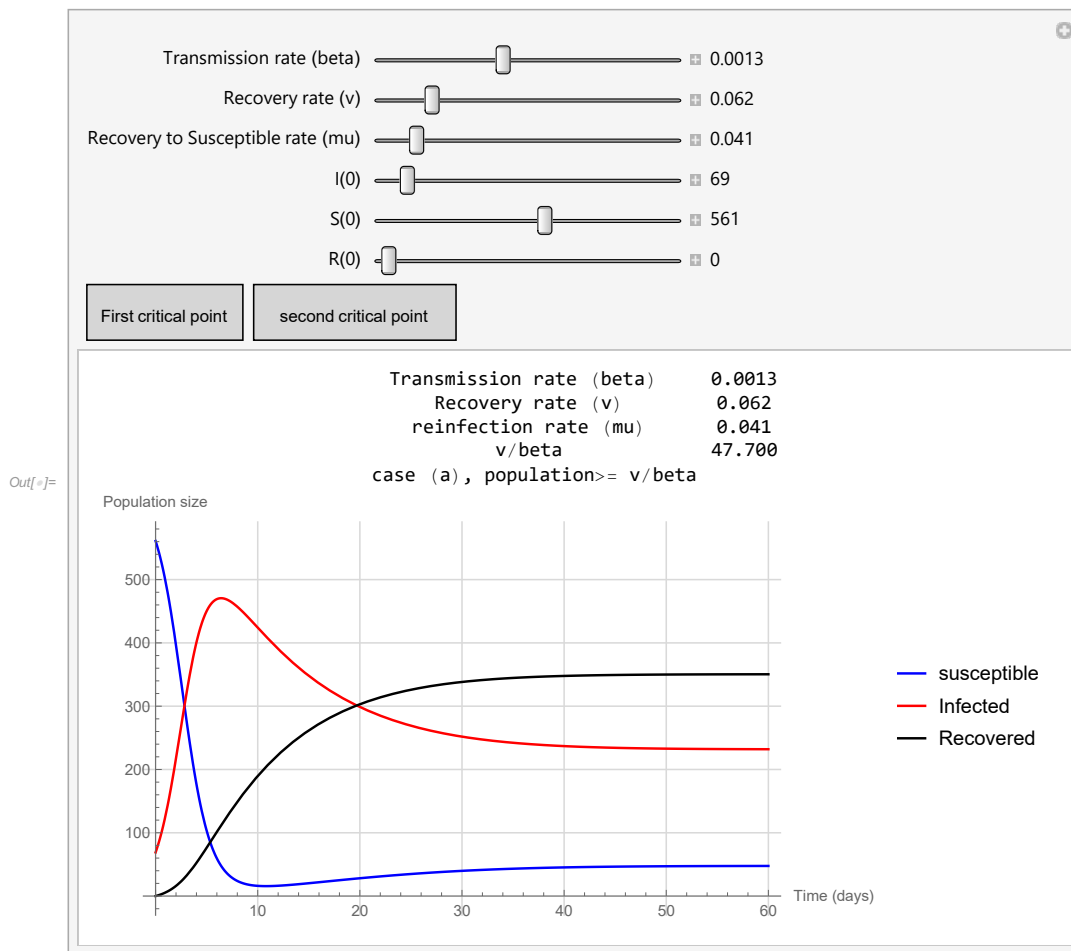 Transmission rate (beta) 0.0013
Recovery rate (v) 0.062
Recovery to Susceptible rate (mu) 0.041
I(0) 69
S(0) 561
R(0) 0
First critical point second critical point
Transmission rate (beta) 0.0013
Recovery rate (v) 0.062
reinfection rate (mu) 0.041
v/beta 47.700
case (a), population>= v/beta
Out[∘]=
Population size
500
400
300
200
100
susceptible
Infected
Recovered
10 20 30 40 50 60
Time (days)